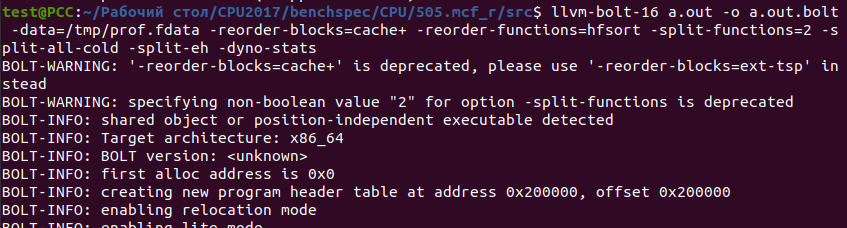 test@PCC:~/Рабочий стол/CPU2017/benchspec/CPU/505.mcf_r/src$ llvm-bolt-16 a.out -o a.out.bolt
 -data=/tmp/prof.fdata -reorder-blocks=cache+ -reorder-functions=hfsort -split-functions=2 -s
plit-all-cold -split-eh -dyno-stats
BOLT-WARNING: '-reorder-blocks=cache+' is deprecated, please use '-reorder-blocks=ext-tsp' in
stead
BOLT-WARNING: specifying non-boolean value "2" for option -split-functions is deprecated
BOLT-INFO: shared object or position-independent executable detected
BOLT-INFO: Target architecture: x86_64
BOLT-INFO: BOLT version: <unknown>
BOLT-INFO: first alloc address is 0x0
BOLT-INFO: creating new program header table at address 0x200000, offset 0x200000
BOLT-INFO: enabling relocation mode
BOLT-INFO: enabling lite mode